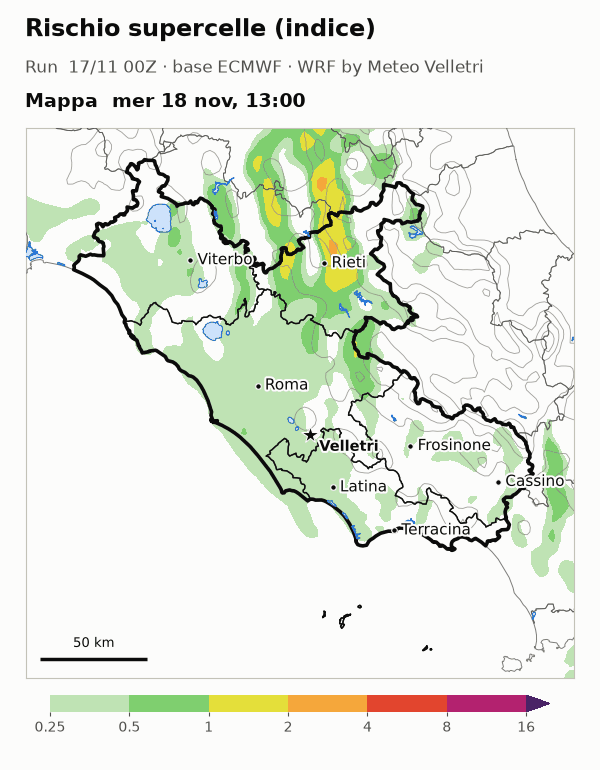 Rischio supercelle (indice)
Run  17/11 00Z · base ECMWF · WRF by Meteo Velletri
Mappa  mer 18 nov, 13:00
Viterbo
Rieti
Roma
Velletri
Frosinone
Latina
Cassino
Terracina
50 km
0.25 0.5 1 2 4 8 16